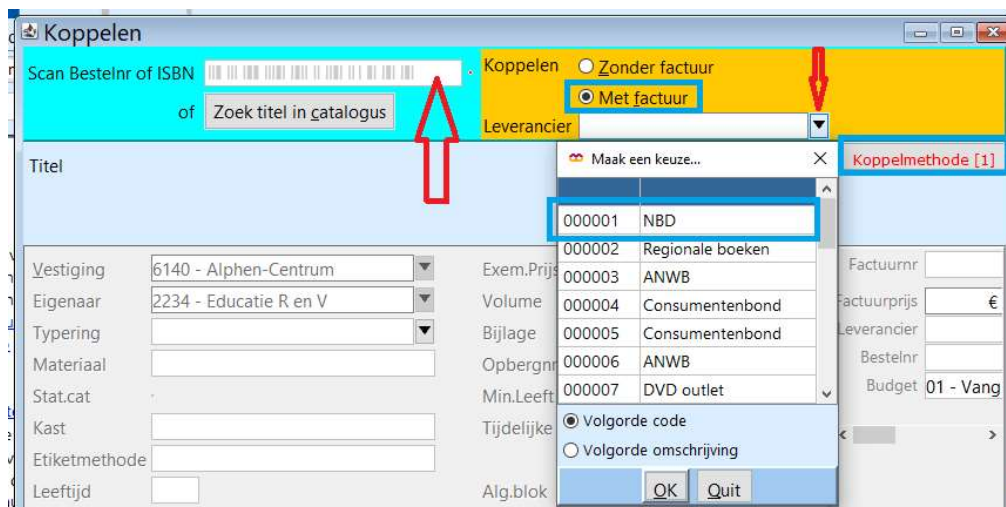 Koppelen
Scan Bestelnr of ISBN
of Zoek titel in catalogus
Koppelen Zonder factuur
Met factuur
Leverancier
Titel
Koppelmethode [1]
Maak een keuze...
000001 NBD
000002 Regionale boeken
000003 ANWB
000004 Consumentenbond
000005 Consumentenbond
000006 ANWB
000007 DVD outlet
Volgorde code
Volgorde omschrijving
OK Quit
Vestiging 6140 - Alphen-Centrum
Eigenaar 2234 - Educatie R en V
Typering
Materiaal
Stat.cat
Kast
Etiketmethode
Leeftijd
Exem.Prijs
Volume
Bijlage
Opbergnr
Min.Leeft
Tijdelijke
Alg.blok
Factuurnr
Factuurprijs €
Leverancier
Bestelnr
Budget 01 - Vang